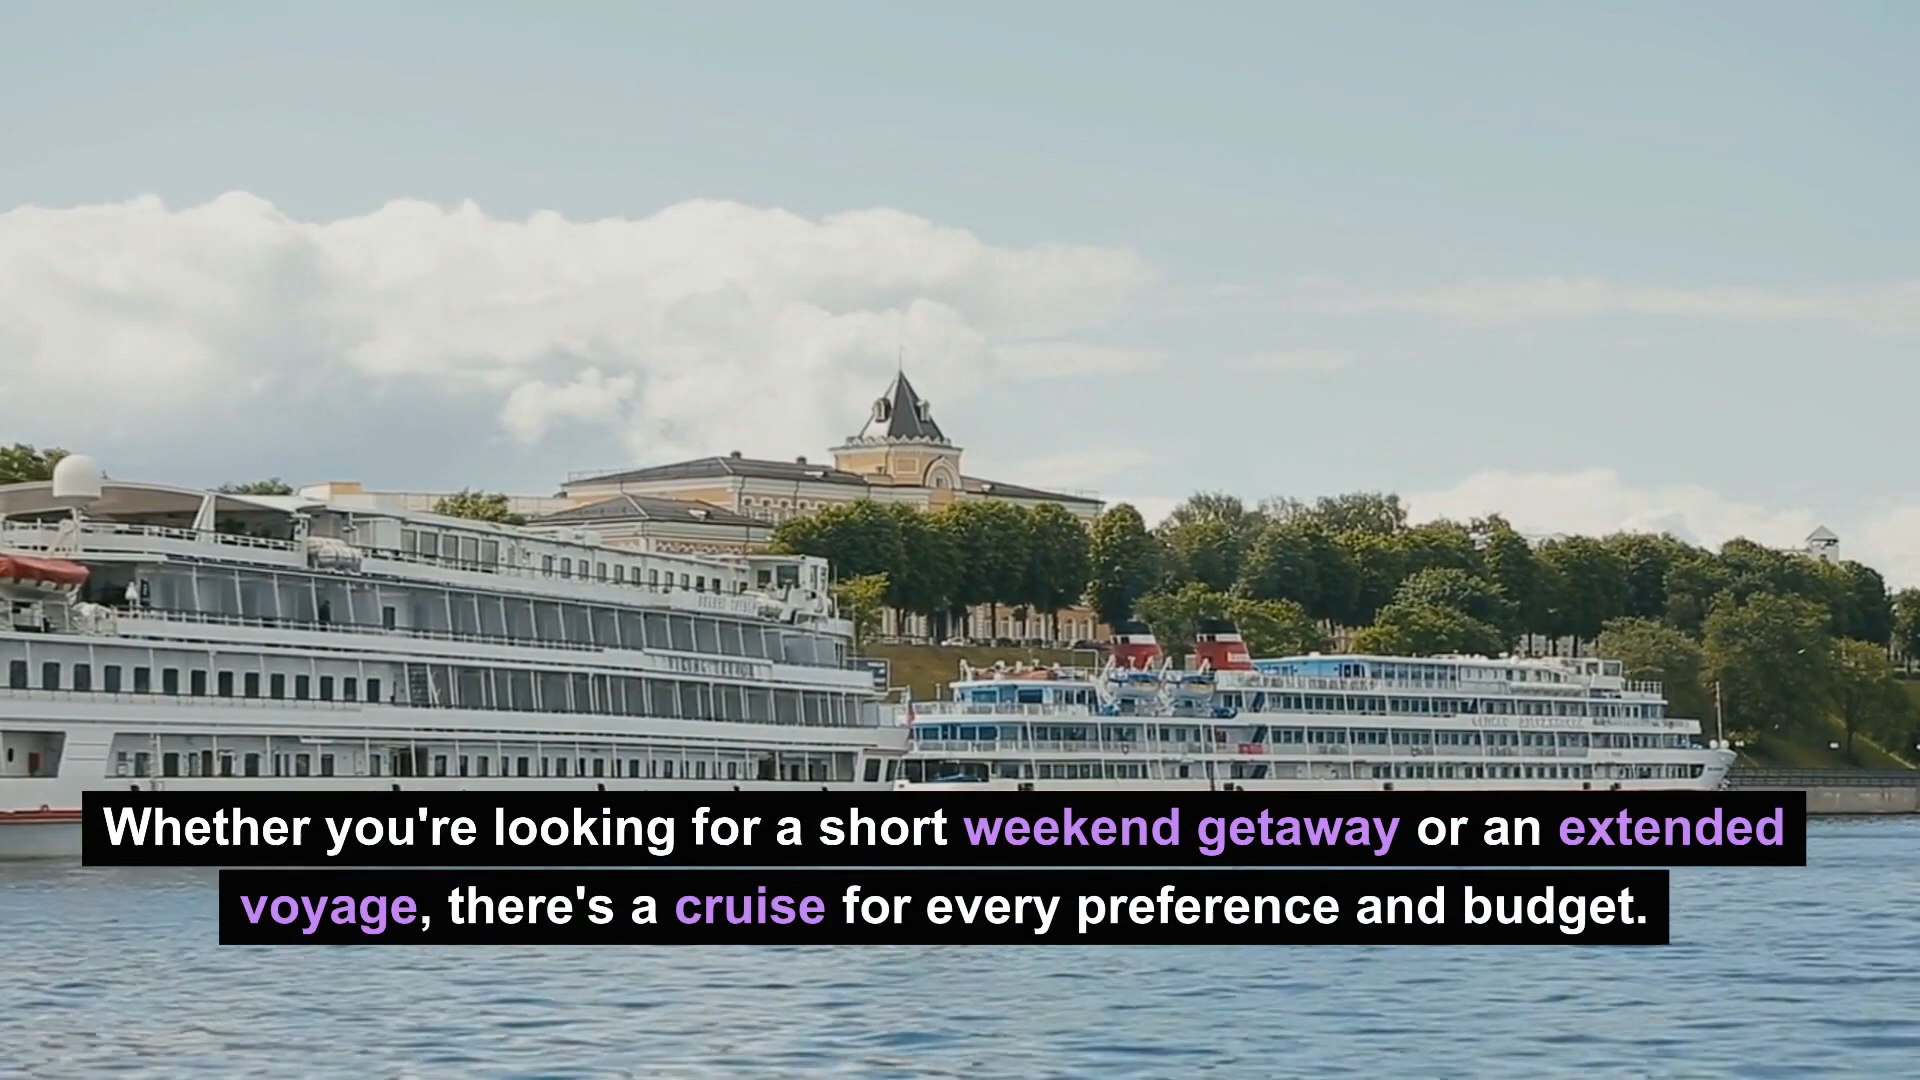 Whether you're looking for a short weekend getaway or an extended
voyage, there's a cruise for every preference and budget.